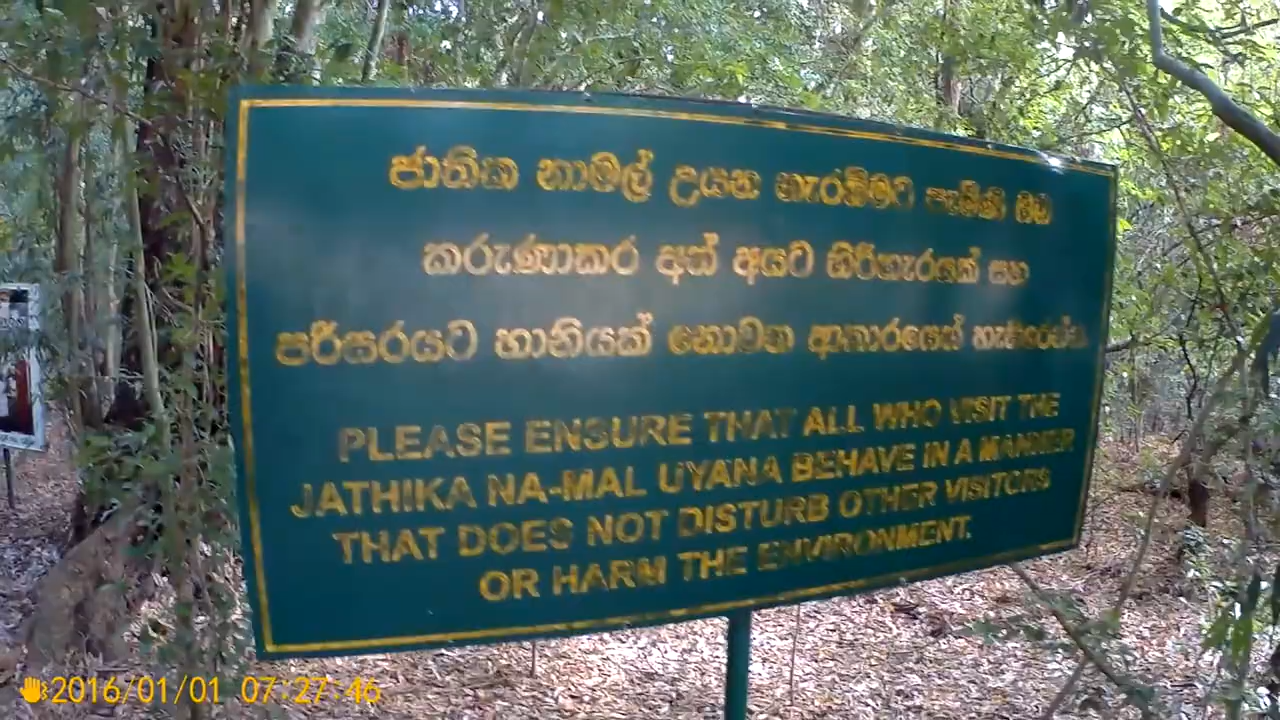 ජාතික නාමල් උයන නැරඹීමට පැමිණි ඔබ
කරුණාකර අන් අයට හිරිහැරයක් සහ
පරිසරයට හානියක් නොවන ආකාරයෙන් හැසිරෙන්න
PLEASE ENSURE THAT ALL WHO VISIT THE
JATHIKA NA-MAL UYANA BEHAVE IN A MANNER
THAT DOES NOT DISTURB OTHER VISITORS
OR HARM THE ENVIRONMENT.
2016/01/01 07:27:46